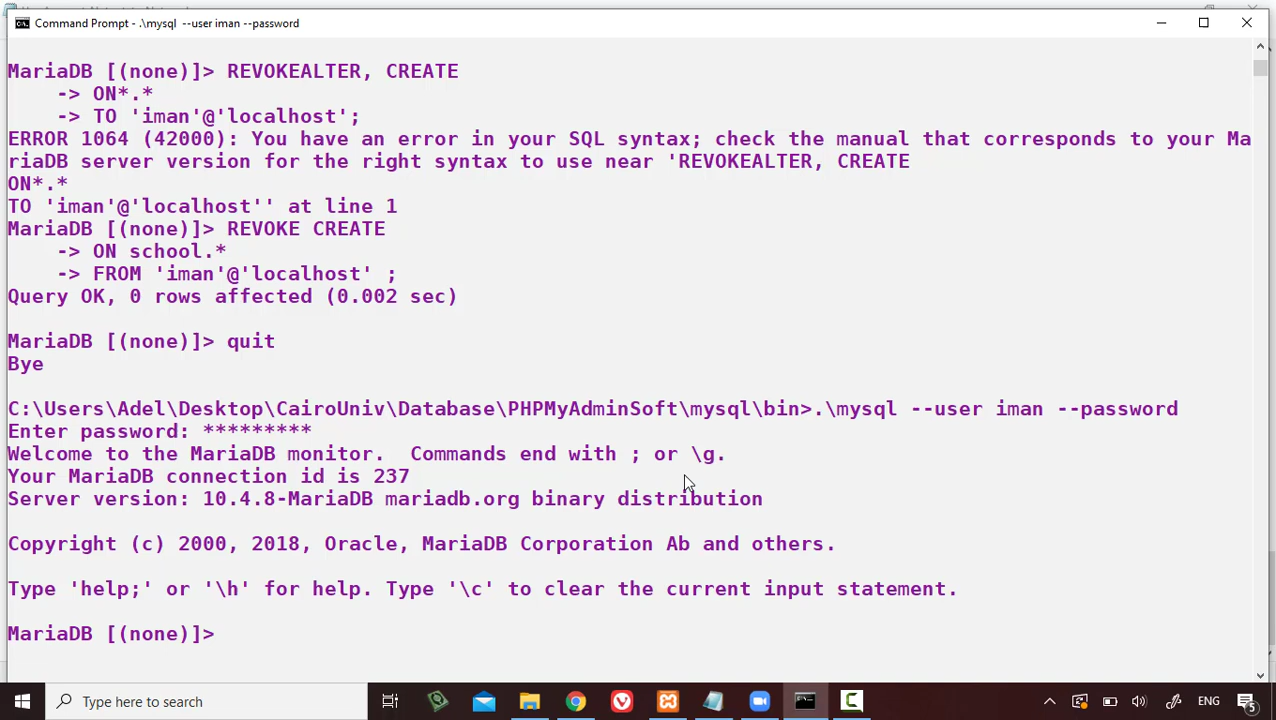 Command Prompt - .\mysql --user iman --password
MariaDB [(none)]> REVOKEALTER, CREATE
-> ON*.*
-> TO 'iman'@'localhost';
ERROR 1064 (42000): You have an error in your SQL syntax; check the manual that corresponds to your Ma
riaDB server version for the right syntax to use near 'REVOKEALTER, CREATE
ON*.*
TO 'iman'@'localhost'' at line 1
MariaDB [(none)]> REVOKE CREATE
-> ON school.*
-> FROM 'iman'@'localhost' ;
Query OK, 0 rows affected (0.002 sec)
MariaDB [(none)]> quit
Bye
C:\Users\Adel\Desktop\CairoUniv\Database\PHPMyAdminSoft\mysql\bin>.\mysql --user iman --password
Enter password: *********
Welcome to the MariaDB monitor.  Commands end with ; or \g.
Your MariaDB connection id is 237
Server version: 10.4.8-MariaDB mariadb.org binary distribution
Copyright (c) 2000, 2018, Oracle, MariaDB Corporation Ab and others.
Type 'help;' or '\h' for help. Type '\c' to clear the current input statement.
MariaDB [(none)]>
Type here to search
ENG
5